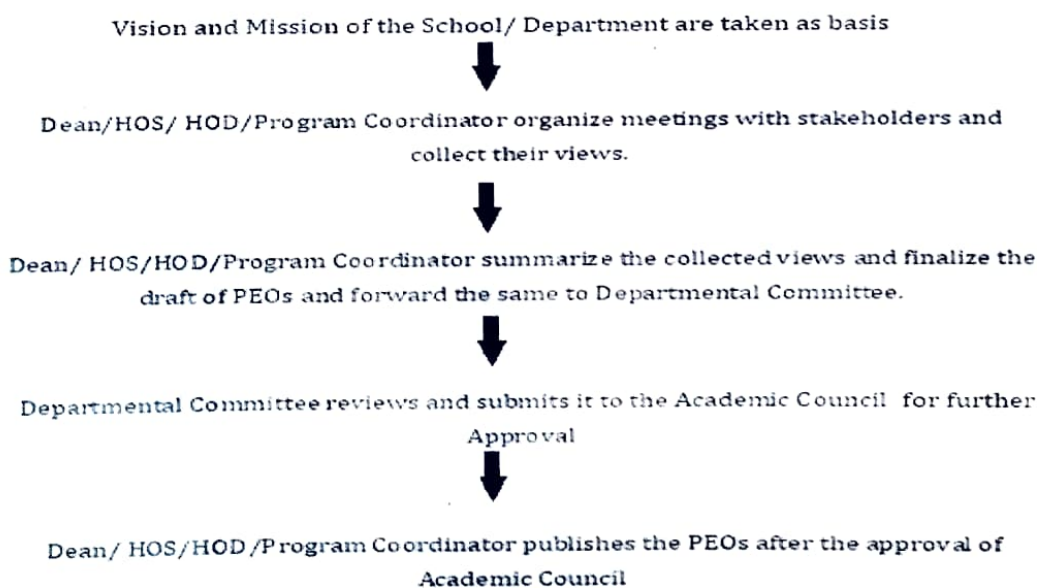 Vision and Mission of the School/ Department are taken as basis
Dean/HOS/ HOD/Program Coordinator organize meetings with stakeholders and
collect their views.
Dean/ HOS/HOD/Program Coordinator summarize the collected views and finalize the
draft of PEOs and forward the same to Departmental Committee.
Departmental Committee reviews and submits it to the Academic Council for further
Approval
Dean/ HOS/HOD/Program Coordinator publishes the PEOs after the approval of
Academic Council